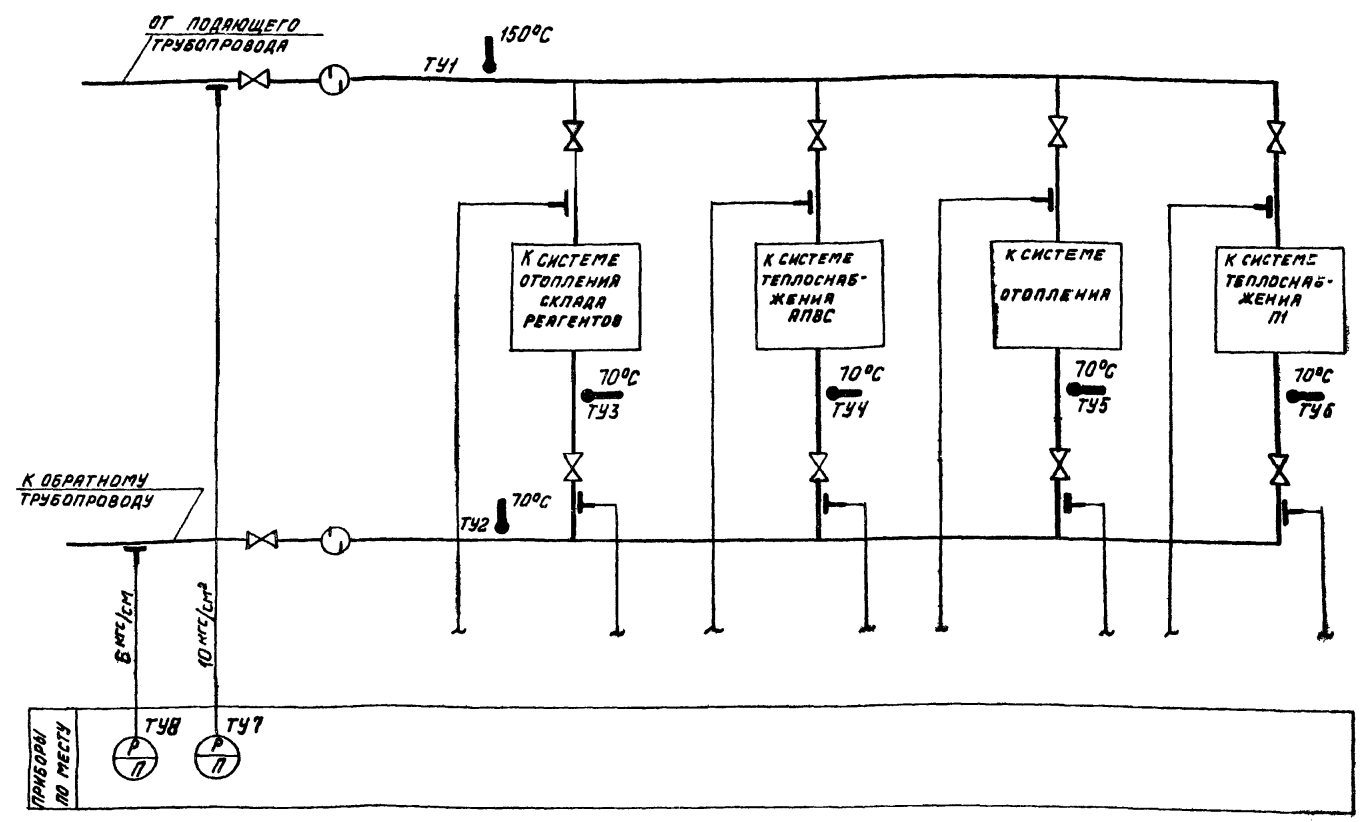 ОТ ПОДАЮЩЕГО
ТРУБОПРОВОДА
150°С
ТУ1
К СИСТЕМЕ
ОТОПЛЕНИЯ
СКЛАДА
РЕАГЕНТОВ
К СИСТЕМЕ
ТЕПЛОСНАБ-
ЖЕНИЯ
АПВС
К СИСТЕМЕ
ОТОПЛЕНИЯ
К СИСТЕМЕ
ТЕПЛОСНАБ-
ЖЕНИЯ
П1
70°С
ТУ3
70°С
ТУ4
70°С
ТУ5
70°С
ТУ6
К ОБРАТНОМУ
ТРУБОПРОВОДУ
70°С
ТУ2
6 кгс/см
10 кгс/см²
ПРИБОРЫ
ПО МЕСТУ
ТУ8
Р
П
ТУ7
Р
П